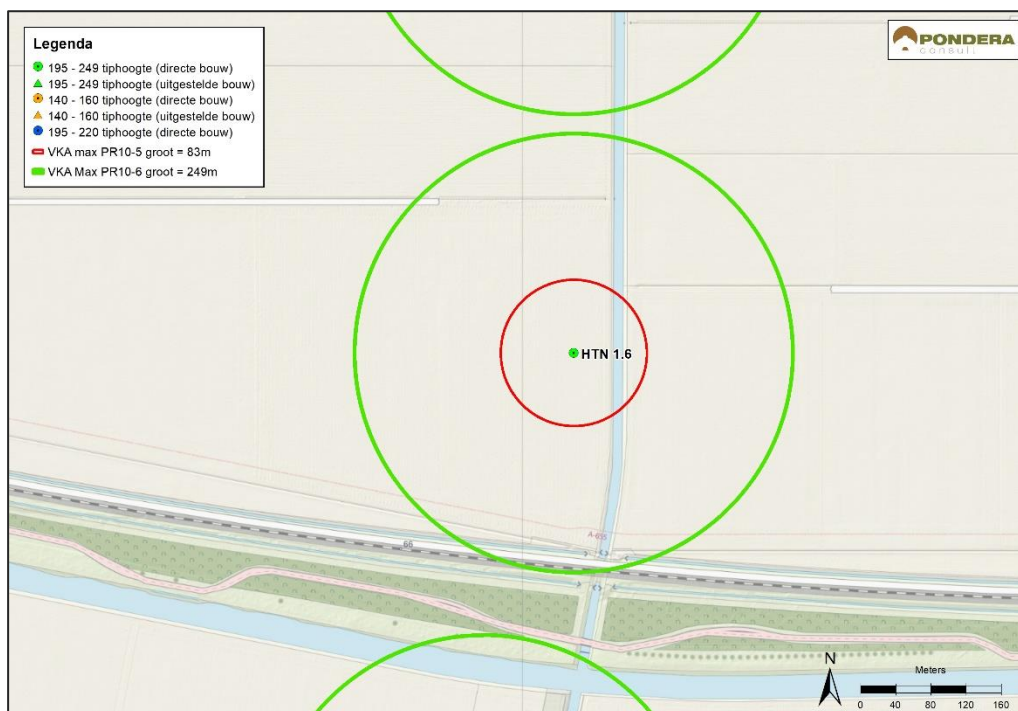 Legenda
195 - 249 tiphoogte (directe bouw)
195 - 249 tiphoogte (uitgestelde bouw)
140 - 160 tiphoogte (directe bouw)
140 - 160 tiphoogte (uitgestelde bouw)
195 - 220 tiphoogte (directe bouw)
VKA max PR10-5 groot = 83m
VKA Max PR10-6 groot = 249m
PONDERA
consult
HTN 1.6
A-635
66
N
Meters
0 40 80 120 160